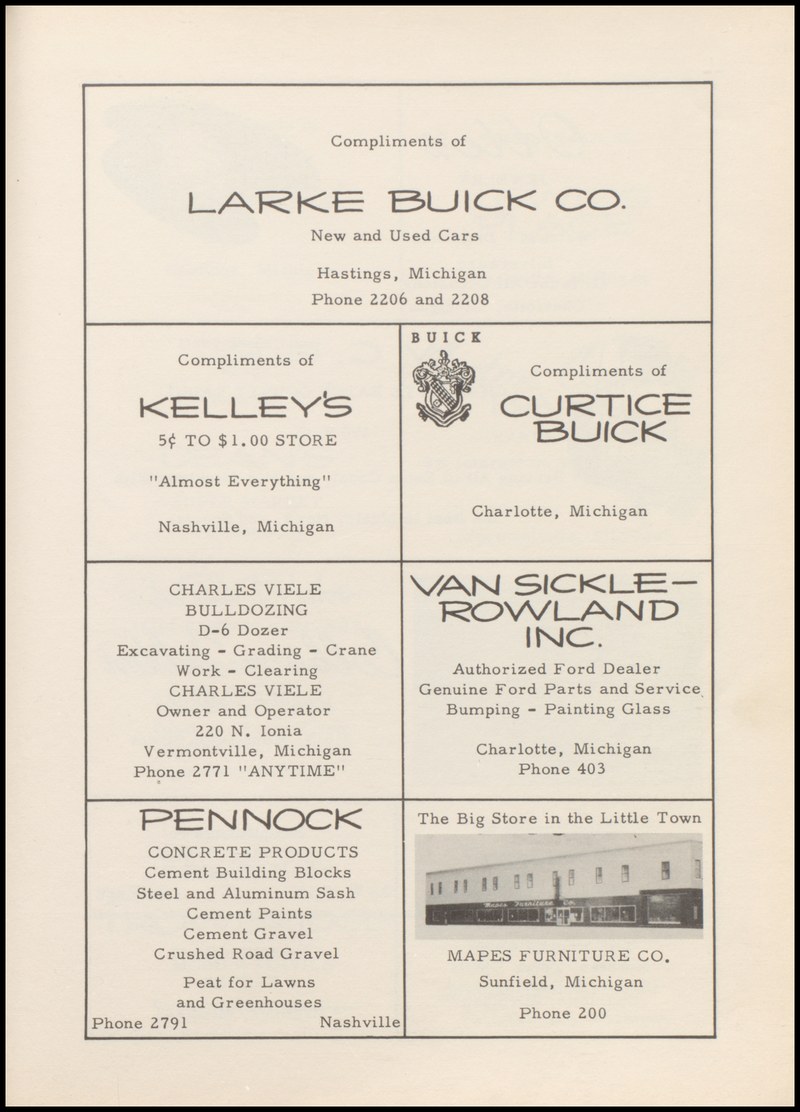 Compliments of
LARKE BUICK CO.
New and Used Cars
Hastings, Michigan
Phone 2206 and 2208
Compliments of
KELLEY'S
5¢ TO $1.00 STORE
"Almost Everything"
Nashville, Michigan
BUICK
Compliments of
CURTICE
BUICK
Charlotte, Michigan
CHARLES VIELE
BULLDOZING
D-6 Dozer
Excavating - Grading - Crane
Work - Clearing
CHARLES VIELE
Owner and Operator
220 N. Ionia
Vermontville, Michigan
Phone 2771 "ANYTIME"
VAN SICKLE-
ROWLAND
INC.
Authorized Ford Dealer
Genuine Ford Parts and Service
Bumping - Painting Glass
Charlotte, Michigan
Phone 403
PENNOCK
CONCRETE PRODUCTS
Cement Building Blocks
Steel and Aluminum Sash
Cement Paints
Cement Gravel
Crushed Road Gravel
Peat for Lawns
and Greenhouses
Phone 2791 Nashville
The Big Store in the Little Town
Mapes Furniture Co.
MAPES FURNITURE CO.
Sunfield, Michigan
Phone 200